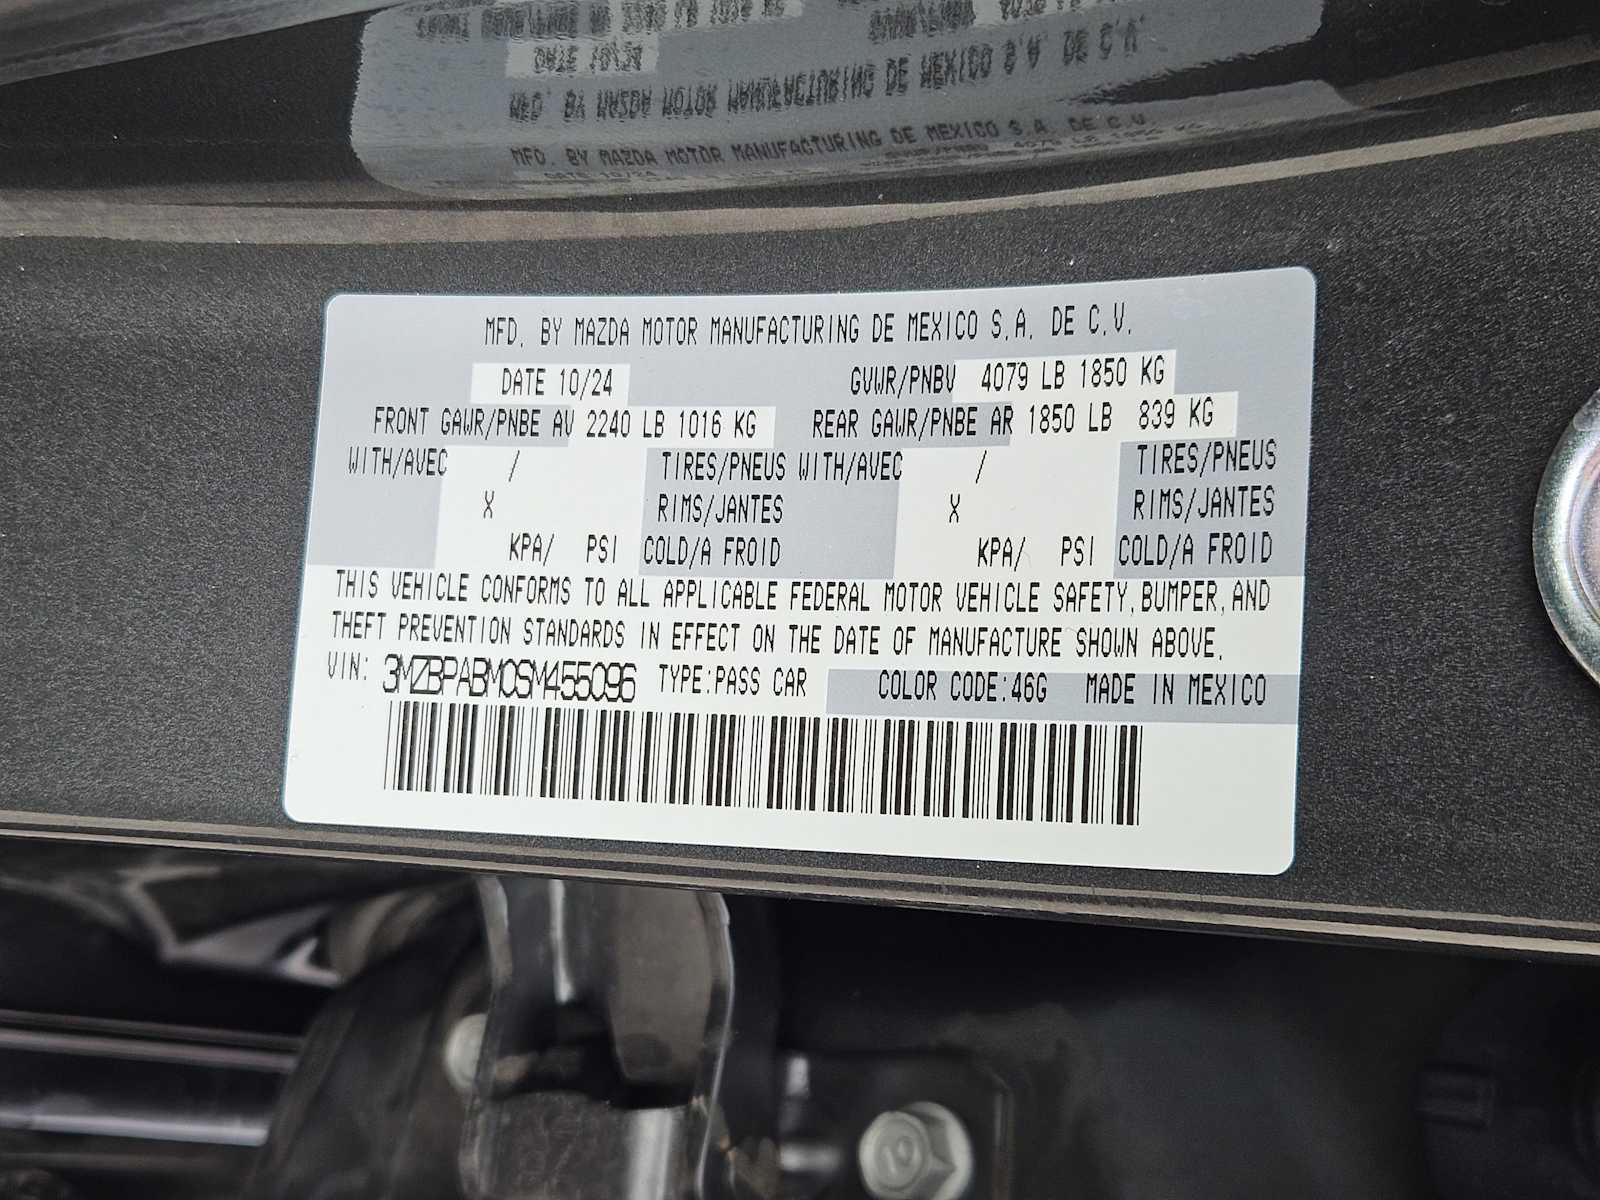 MFD. BY MAZDA MOTOR MANUFACTURING DE MEXICO S.A. DE C.V.
DATE 10/24 GVWR/PNBV 4079 LB 1850 KG
FRONT GAWR/PNBE AV 2240 LB 1016 KG REAR GAWR/PNBE AR 1850 LB 839 KG
WITH/AVEC / TIRES/PNEUS WITH/AVEC / TIRES/PNEUS
X RIMS/JANTES X RIMS/JANTES
KPA/ PSI COLD/A FROID KPA/ PSI COLD/A FROID
THIS VEHICLE CONFORMS TO ALL APPLICABLE FEDERAL MOTOR VEHICLE SAFETY, BUMPER, AND
THEFT PREVENTION STANDARDS IN EFFECT ON THE DATE OF MANUFACTURE SHOWN ABOVE.
VIN: 3MZBPABM0SM455096 TYPE:PASS CAR COLOR CODE:46G MADE IN MEXICO